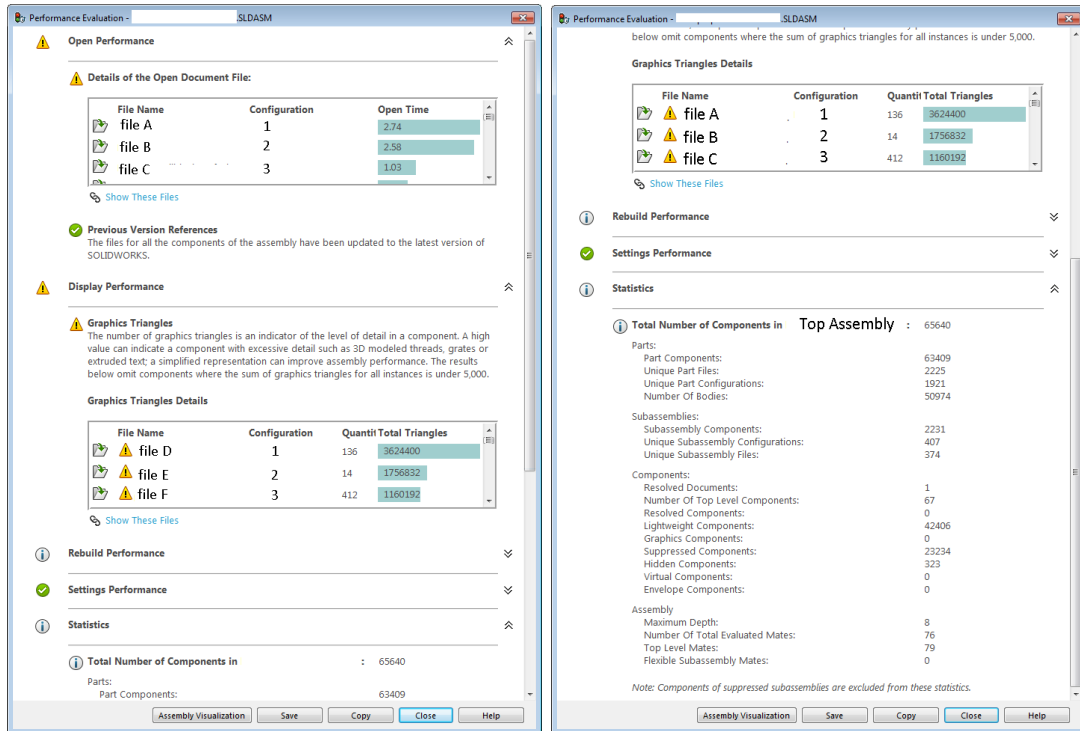 Performance Evaluation - .SLDASM
Open Performance
Details of the Open Document File:
File Name Configuration Open Time
file A 1 2.74
file B 2 2.58
file C 3 1.03
Show These Files
Previous Version References
The files for all the components of the assembly have been updated to the latest version of
SOLIDWORKS.
Display Performance
Graphics Triangles
The number of graphics triangles is an indicator of the level of detail in a component. A high
value can indicate a component with excessive detail such as 3D modeled threads, grates or
extruded text; a simplified representation can improve assembly performance. The results
below omit components where the sum of graphics triangles for all instances is under 5,000.
Graphics Triangles Details
File Name Configuration Quantit Total Triangles
file D 1 136 3624400
file E 2 14 1756832
file F 3 412 1160192
Show These Files
Rebuild Performance
Settings Performance
Statistics
Total Number of Components in : 65640
Parts:
Part Components: 63409
Assembly Visualization Save Copy Close Help
Performance Evaluation - .SLDASM
below omit components where the sum of graphics triangles for all instances is under 5,000.
Graphics Triangles Details
File Name Configuration Quantit Total Triangles
file A 1 136 3624400
file B 2 14 1756832
file C 3 412 1160192
Show These Files
Rebuild Performance
Settings Performance
Statistics
Total Number of Components in Top Assembly : 65640
Parts:
Part Components: 63409
Unique Part Files: 2225
Unique Part Configurations: 1921
Number Of Bodies: 50974
Subassemblies:
Subassembly Components: 2231
Unique Subassembly Configurations: 407
Unique Subassembly Files: 374
Components:
Resolved Documents: 1
Number Of Top Level Components: 67
Resolved Components: 0
Lightweight Components: 42406
Graphics Components: 0
Suppressed Components: 23234
Hidden Components: 323
Virtual Components: 0
Envelope Components: 0
Assembly
Maximum Depth: 8
Number Of Total Evaluated Mates: 76
Top Level Mates: 79
Flexible Subassembly Mates: 0
Note: Components of suppressed subassemblies are excluded from these statistics.
Assembly Visualization Save Copy Close Help